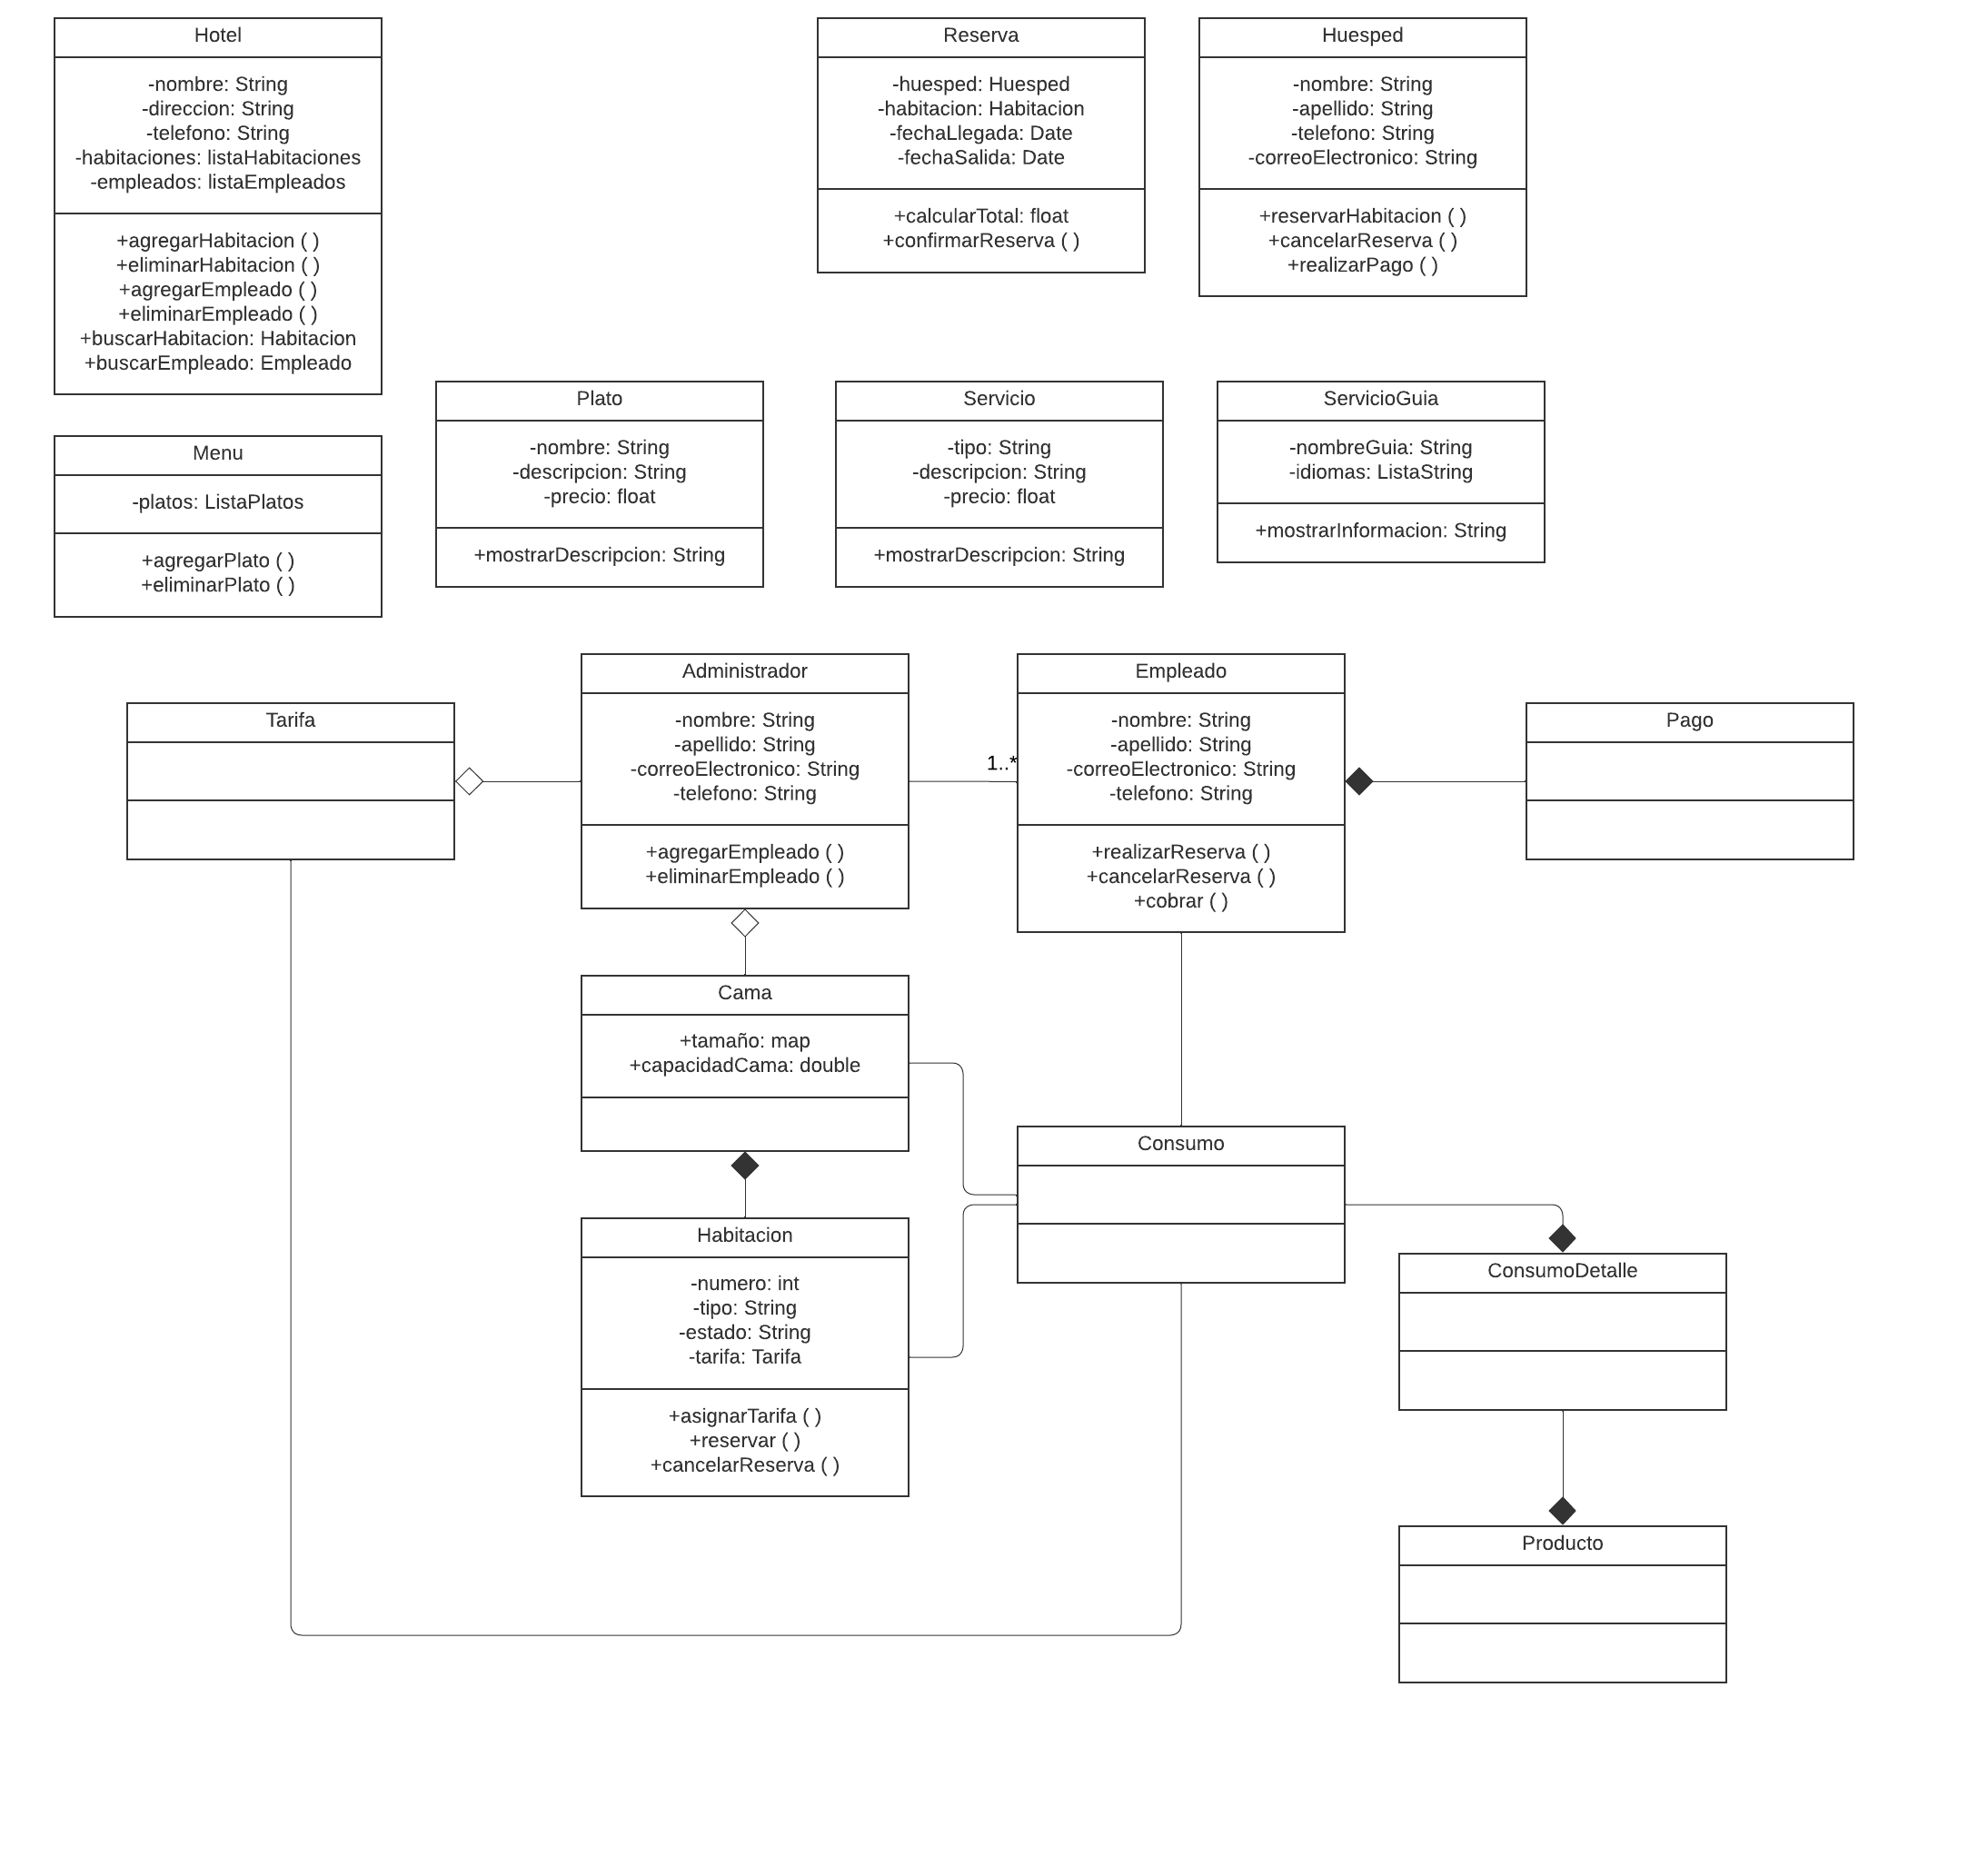 Hotel
-nombre: String
-direccion: String
-telefono: String
-habitaciones: listaHabitaciones
-empleados: listaEmpleados
+agregarHabitacion ( )
+eliminarHabitacion ( )
+agregarEmpleado ( )
+eliminarEmpleado ( )
+buscarHabitacion: Habitacion
+buscarEmpleado: Empleado
Reserva
-huesped: Huesped
-habitacion: Habitacion
-fechaLlegada: Date
-fechaSalida: Date
+calcularTotal: float
+confirmarReserva ( )
Huesped
-nombre: String
-apellido: String
-telefono: String
-correoElectronico: String
+reservarHabitacion ( )
+cancelarReserva ( )
+realizarPago ( )
Menu
-platos: ListaPlatos
+agregarPlato ( )
+eliminarPlato ( )
Plato
-nombre: String
-descripcion: String
-precio: float
+mostrarDescripcion: String
Servicio
-tipo: String
-descripcion: String
-precio: float
+mostrarDescripcion: String
ServicioGuia
-nombreGuia: String
-idiomas: ListaString
+mostrarInformacion: String
Tarifa
Administrador
-nombre: String
-apellido: String
-correoElectronico: String
-telefono: String
+agregarEmpleado ( )
+eliminarEmpleado ( )
1..*
Empleado
-nombre: String
-apellido: String
-correoElectronico: String
-telefono: String
+realizarReserva ( )
+cancelarReserva ( )
+cobrar ( )
Pago
Cama
+tamaño: map
+capacidadCama: double
Consumo
Habitacion
-numero: int
-tipo: String
-estado: String
-tarifa: Tarifa
+asignarTarifa ( )
+reservar ( )
+cancelarReserva ( )
ConsumoDetalle
Producto